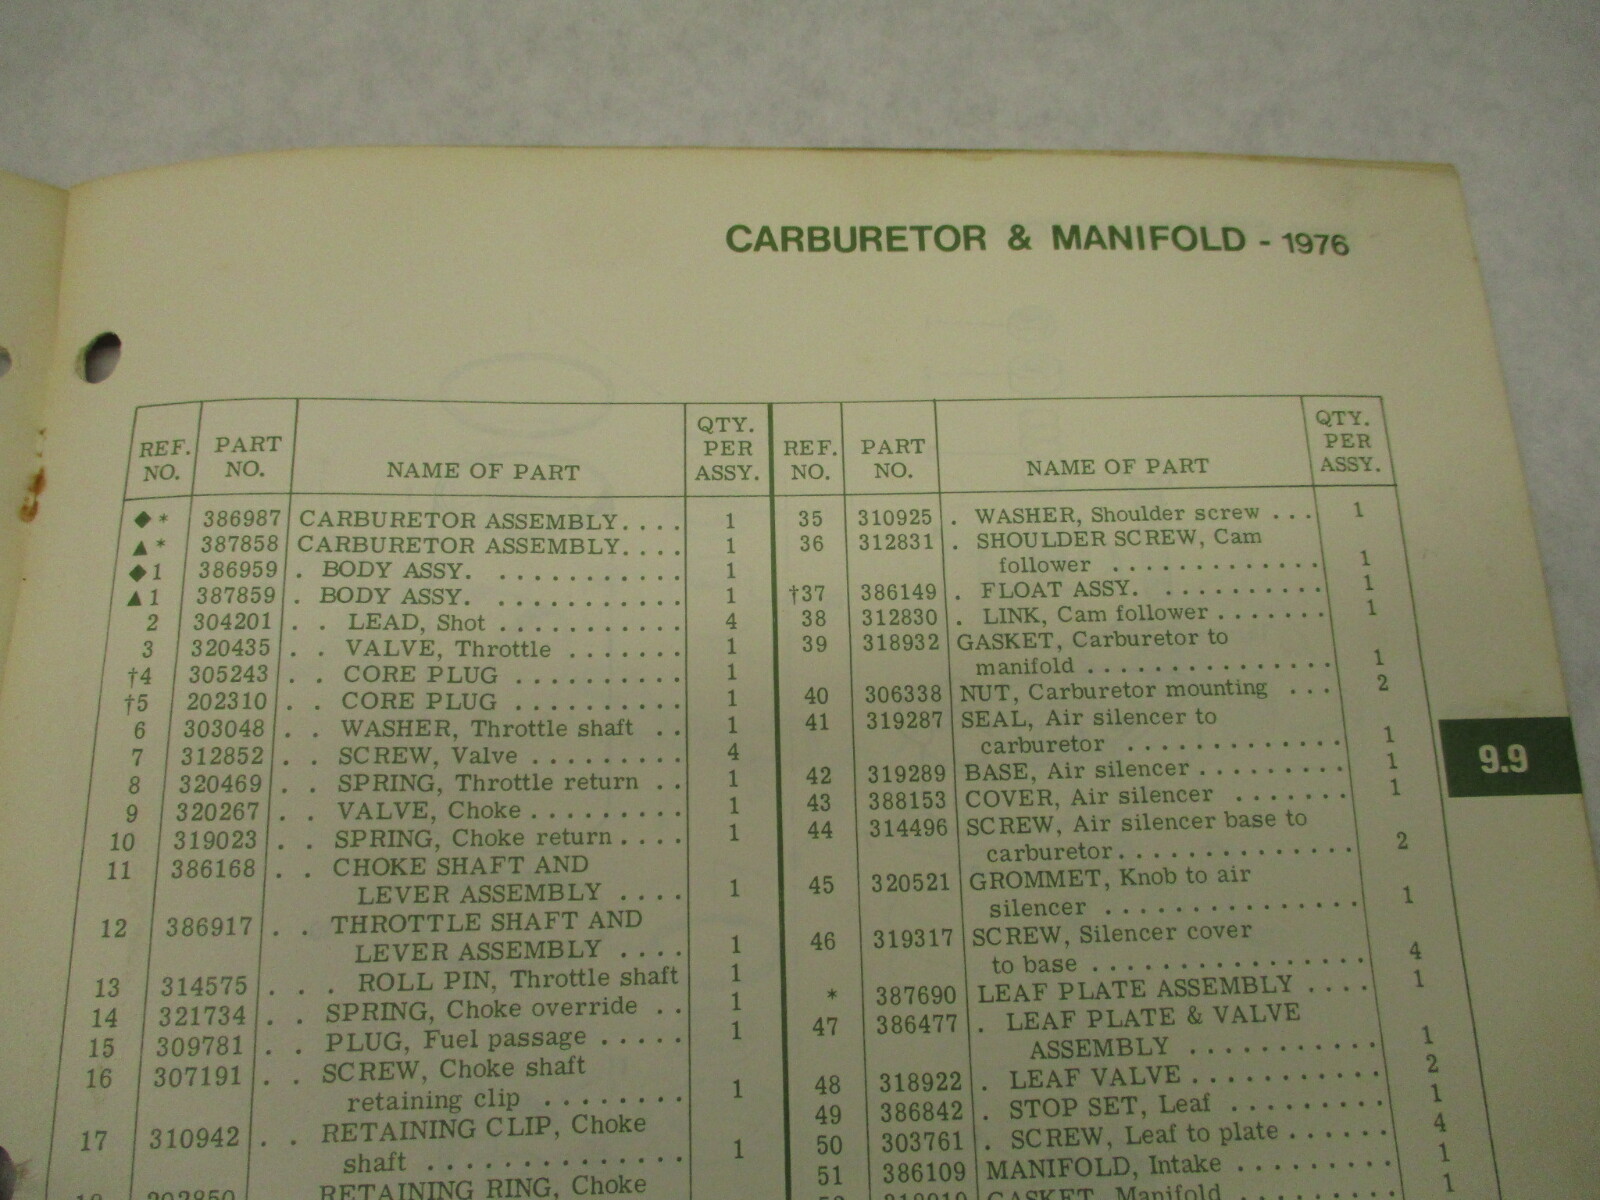 CARBURETOR & MANIFOLD - 1976
REF. NO. PART NO. NAME OF PART QTY. PER ASSY.
◆ * 386987 CARBURETOR ASSEMBLY. . . . 1
▲ * 387858 CARBURETOR ASSEMBLY. . . . 1
◆ 1 386959 . BODY ASSY. . . . . . . . . . . . 1
▲ 1 387859 . BODY ASSY. . . . . . . . . . . . 1
2 304201 . . LEAD, Shot . . . . . . . . . . . 4
3 320435 . . VALVE, Throttle . . . . . . . 1
†4 305243 . . CORE PLUG . . . . . . . . . . 1
†5 202310 . . CORE PLUG . . . . . . . . . . 1
6 303048 . . WASHER, Throttle shaft . . 1
7 312852 . . SCREW, Valve . . . . . . . . . 4
8 320469 . . SPRING, Throttle return . . 1
9 320267 . . VALVE, Choke . . . . . . . . . 1
10 319023 . . SPRING, Choke return . . . . 1
11 386168 . . CHOKE SHAFT AND
LEVER ASSEMBLY . . . . 1
12 386917 . . THROTTLE SHAFT AND
LEVER ASSEMBLY . . . . 1
13 314575 . . . ROLL PIN, Throttle shaft 1
14 321734 . . SPRING, Choke override . . 1
15 309781 . . PLUG, Fuel passage . . . . . 1
16 307191 . . SCREW, Choke shaft
retaining clip . . . . . . . . 1
17 310942 . . RETAINING CLIP, Choke
shaft . . . . . . . . . . . . . . 1
RETAINING RING, Choke
REF. NO. PART NO. NAME OF PART QTY. PER ASSY.
35 310925 . WASHER, Shoulder screw . . . 1
36 312831 . SHOULDER SCREW, Cam
follower . . . . . . . . . . . . . 1
†37 386149 . FLOAT ASSY. . . . . . . . . . . 1
38 312830 . LINK, Cam follower . . . . . . . 1
39 318932 GASKET, Carburetor to
manifold . . . . . . . . . . . . . . . 1
40 306338 NUT, Carburetor mounting . . . 2
41 319287 SEAL, Air silencer to
carburetor . . . . . . . . . . . . . 1
42 319289 BASE, Air silencer . . . . . . . . . 1
43 388153 COVER, Air silencer . . . . . . . 1
44 314496 SCREW, Air silencer base to
carburetor. . . . . . . . . . . . . . 2
45 320521 GROMMET, Knob to air
silencer . . . . . . . . . . . . . . . 1
46 319317 SCREW, Silencer cover
to base . . . . . . . . . . . . . . . . 4
* 387690 LEAF PLATE ASSEMBLY . . . . 1
47 386477 . LEAF PLATE & VALVE
ASSEMBLY . . . . . . . . . . . 1
48 318922 . LEAF VALVE . . . . . . . . . . . 2
49 386842 . STOP SET, Leaf . . . . . . . . . 1
50 303761 . SCREW, Leaf to plate . . . . . . 4
51 386109 MANIFOLD, Intake . . . . . . . . . 1
GASKET, Manifold . . . . . . . . . 1
9.9